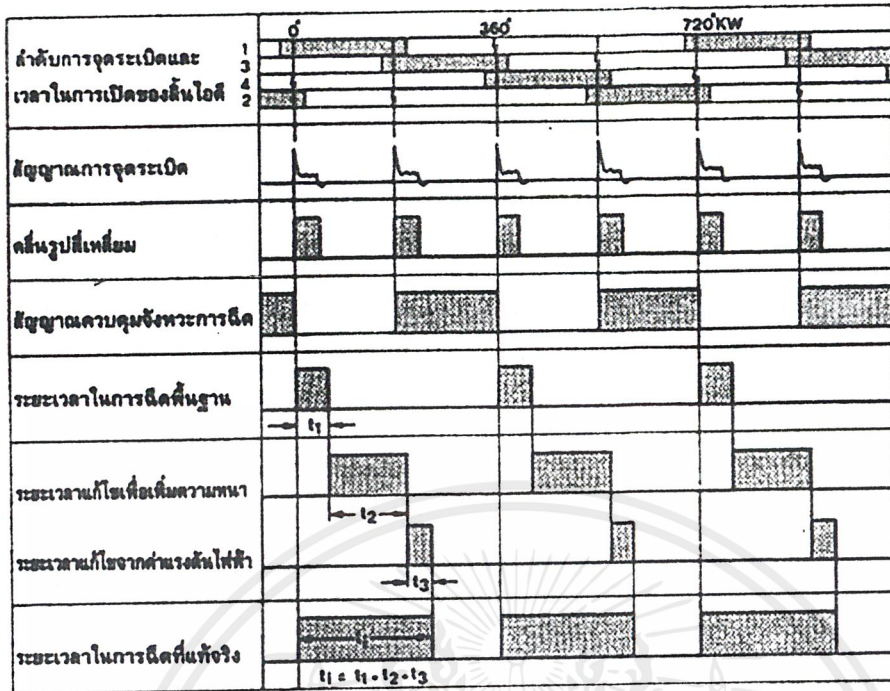 0° 360° 720°KW
ลำดับการจุดระเบิดและ
เวลาในการเปิดของลิ้นไอดี
1
3
4
2
สัญญาณการจุดระเบิด
คลื่นรูปสี่เหลี่ยม
สัญญาณควบคุมจังหวะการฉีด
ระยะเวลาในการฉีดพื้นฐาน
t₁
ระยะเวลาแก้ไขเพื่อเพิ่มความหนา
t₂
ระยะเวลาแก้ไขจากค่าแรงดันไฟฟ้า
t₃
ระยะเวลาในการฉีดที่แท้จริง
tᵢ
tᵢ = t₁ + t₂ + t₃